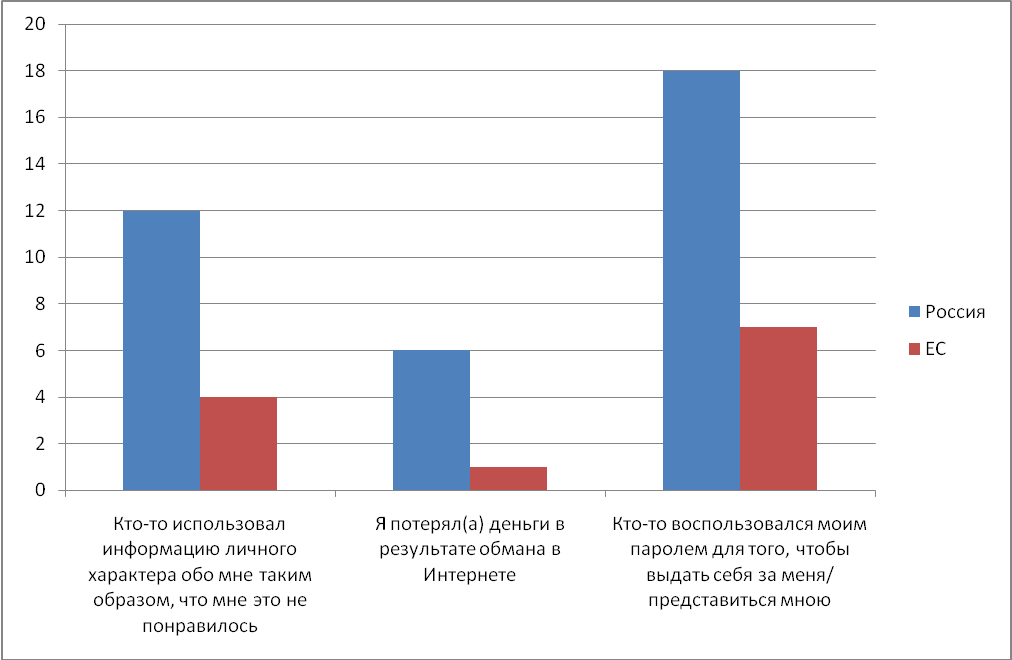 20
18
16
14
12
10
8
6
4
2
0
Россия
ЕС
Кто-то использовал
информацию личного
характера обо мне таким
образом, что мне это не
понравилось
Я потерял(а) деньги в
результате обмана в
Интернете
Кто-то воспользовался моим
паролем для того, чтобы
выдать себя за меня/
представиться мною